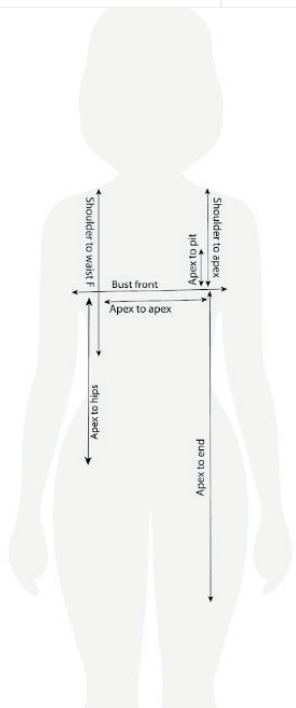 Shoulder to waist F
Shoulder to apex
Apex to pit
Bust front
Apex to apex
Apex to hips
Apex to end